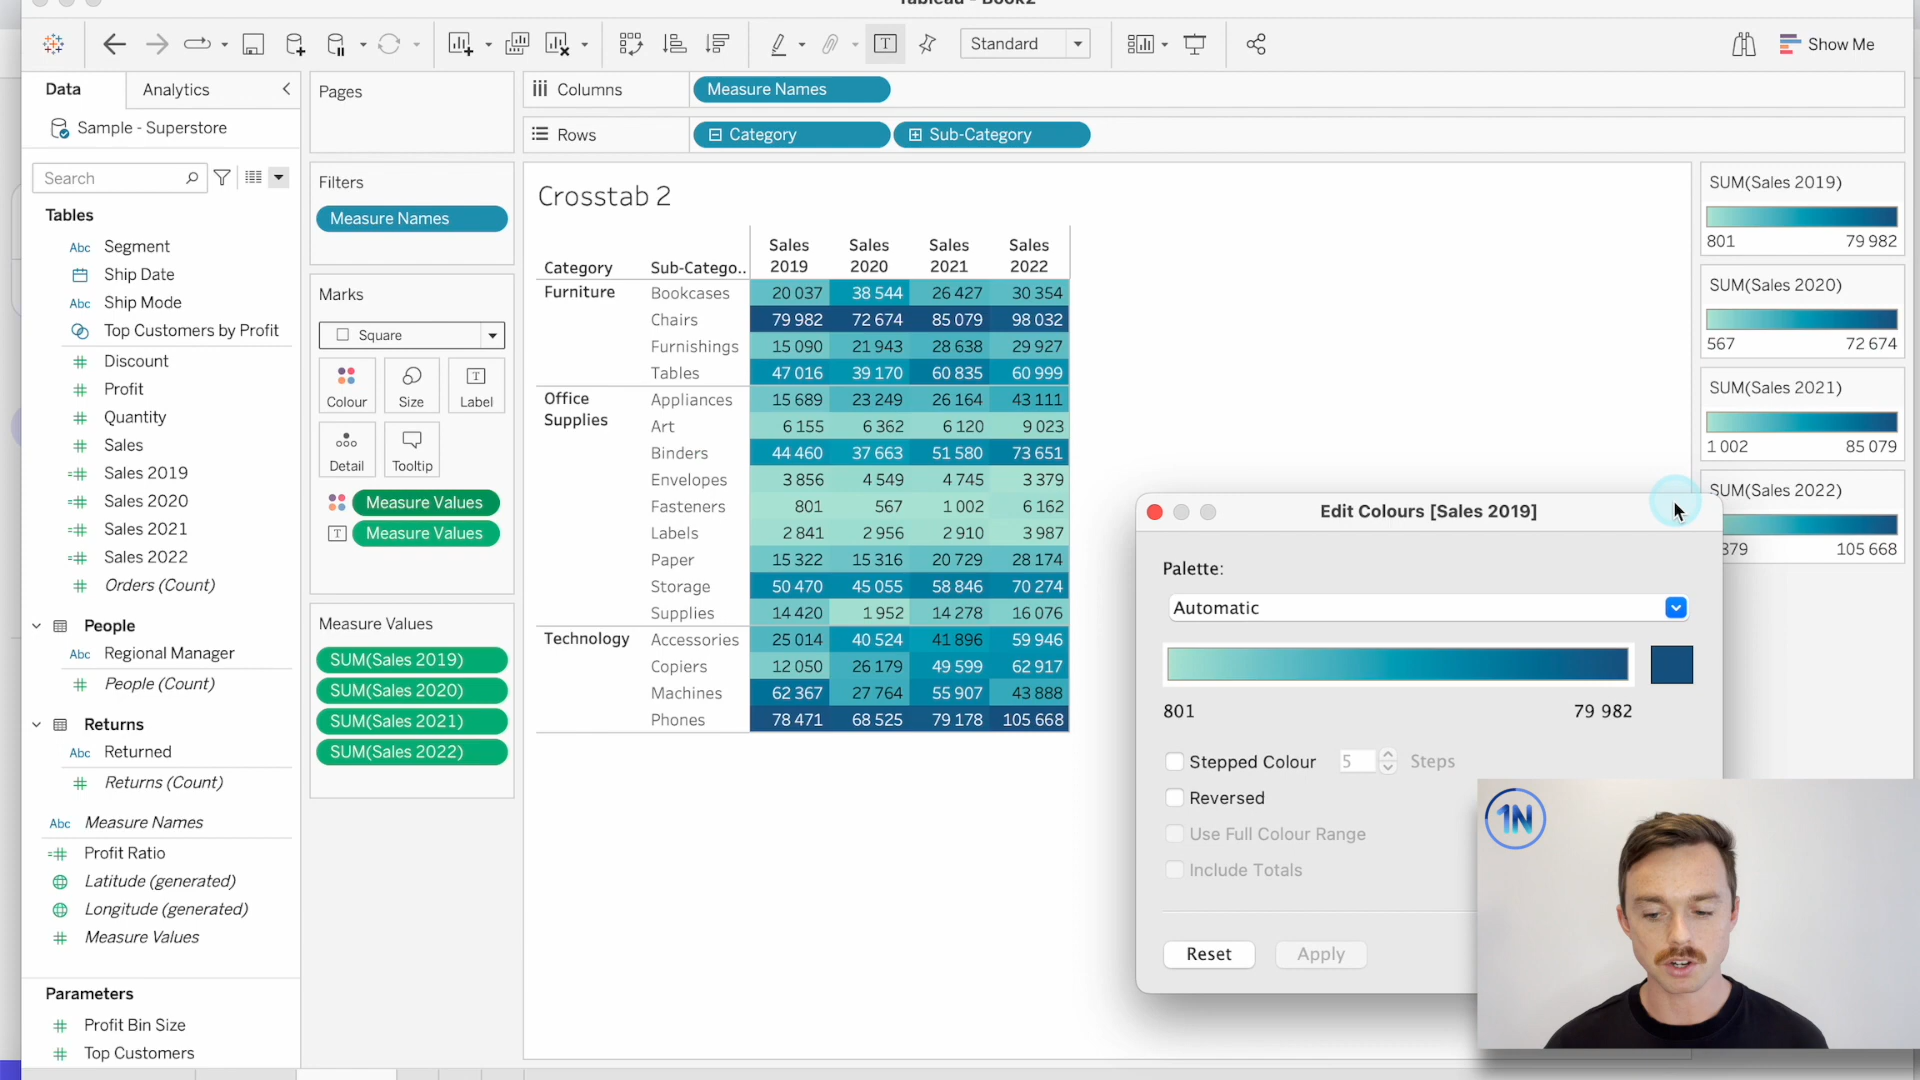 Tableau - Book2
Standard
Show Me
Data
Analytics
Sample - Superstore
Search
Tables
Abc Segment
Ship Date
Abc Ship Mode
Top Customers by Profit
Discount
Profit
Quantity
Sales
Sales 2019
Sales 2020
Sales 2021
Sales 2022
Orders (Count)
People
Abc Regional Manager
People (Count)
Returns
Abc Returned
Returns (Count)
Abc Measure Names
Profit Ratio
Latitude (generated)
Longitude (generated)
Measure Values
Parameters
Profit Bin Size
Top Customers
Pages
Filters
Measure Names
Marks
Square
Colour Size Label
Detail Tooltip
Measure Values
Measure Values
Measure Values
SUM(Sales 2019)
SUM(Sales 2020)
SUM(Sales 2021)
SUM(Sales 2022)
Columns Measure Names
Rows Category Sub-Category
Crosstab 2
Sales Sales Sales Sales
Category Sub-Catego.. 2019 2020 2021 2022
Furniture Bookcases 20 037 38 544 26 427 30 354
Chairs 79 982 72 674 85 079 98 032
Furnishings 15 090 21 943 28 638 29 927
Tables 47 016 39 170 60 835 60 999
Office Supplies Appliances 15 689 23 249 26 164 43 111
Art 6 155 6 362 6 120 9 023
Binders 44 460 37 663 51 580 73 651
Envelopes 3 856 4 549 4 745 3 379
Fasteners 801 567 1 002 6 162
Labels 2 841 2 956 2 910 3 987
Paper 15 322 15 316 20 729 28 174
Storage 50 470 45 055 58 846 70 274
Supplies 14 420 1 952 14 278 16 076
Technology Accessories 25 014 40 524 41 896 59 946
Copiers 12 050 26 179 49 599 62 917
Machines 62 367 27 764 55 907 43 888
Phones 78 471 68 525 79 178 105 668
SUM(Sales 2019)
801 79 982
SUM(Sales 2020)
567 72 674
SUM(Sales 2021)
1 002 85 079
SUM(Sales 2022)
379 105 668
Edit Colours [Sales 2019]
Palette:
Automatic
801 79 982
Stepped Colour 5 Steps
Reversed
Use Full Colour Range
Include Totals
Reset Apply
1N